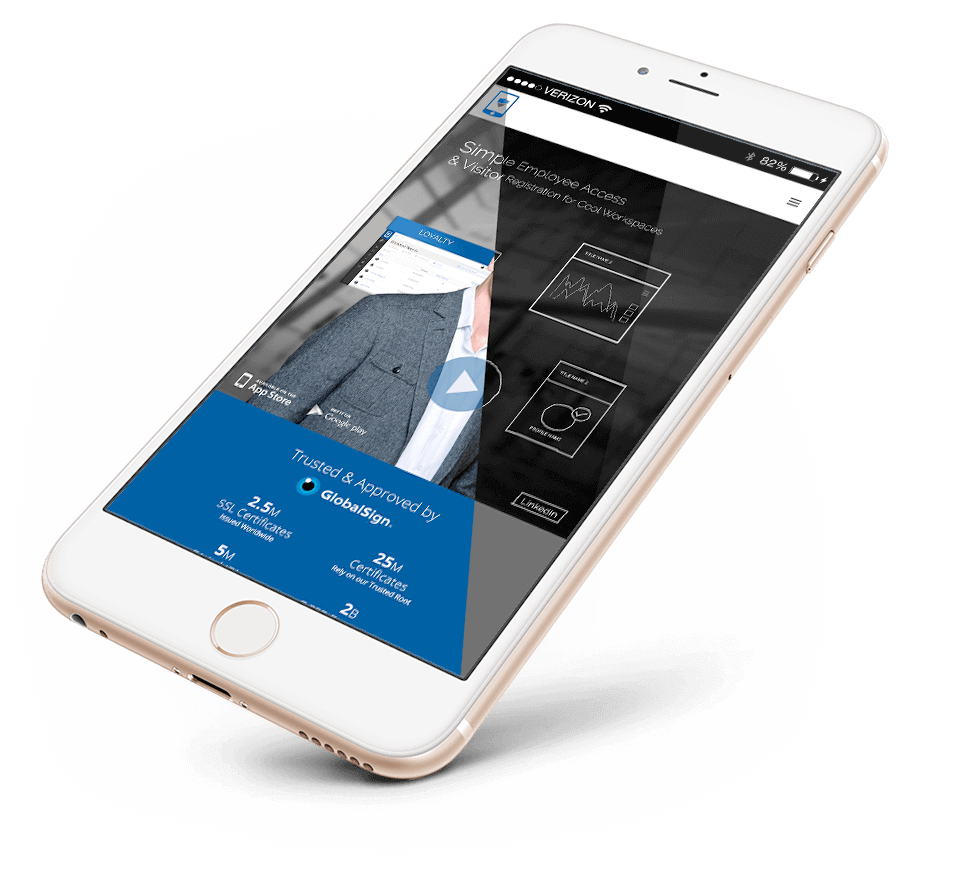 VERIZON
82%
Simple Employee Access
& Visitor Registration for Cool Workspaces
LOYALTY
TITLE NAME 2
TITLE NAME 2
PROFILE NAME
AVAILABLE ON THE
App Store
GET IT ON
Google play
LinkedIn
Trusted & Approved by
GlobalSign.
2.5M
SSL Certificates
Issued Worldwide
25M
Certificates
Rely on our Trusted Root
5M
2B